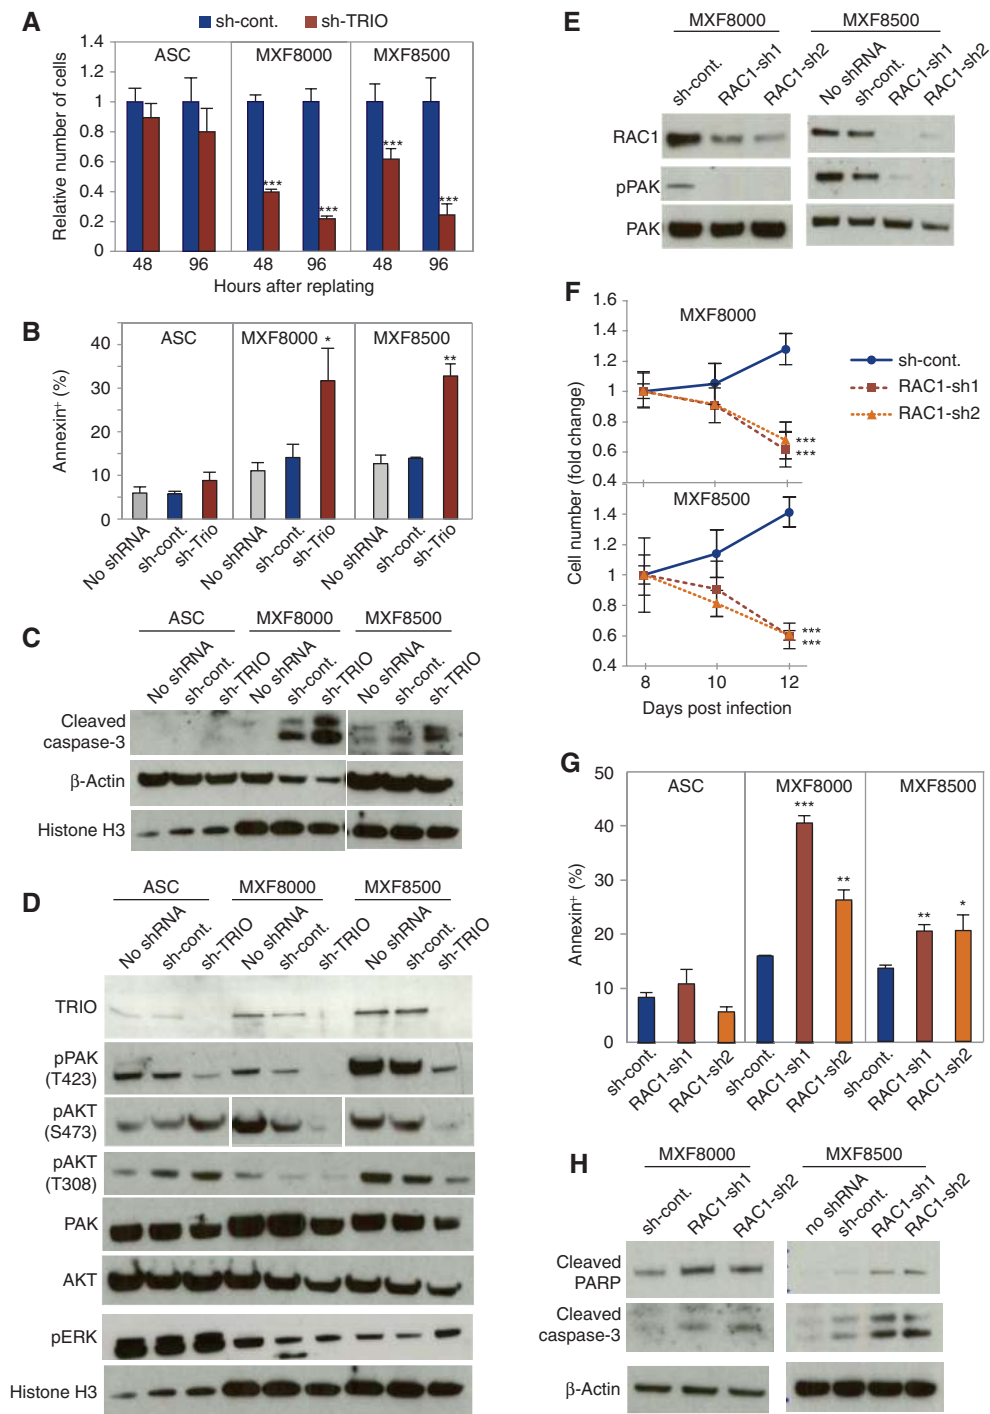 A
sh-cont. sh-TRIO
1.4
1.2
1
0.8
0.6
0.4
0.2
0
Relative number of cells
ASC MXF8000 MXF8500
*** *** *** ***
48 96 48 96 48 96
Hours after replating
B
40
30
20
10
0
Annexin+ (%)
ASC MXF8000 MXF8500
* **
No shRNA sh-cont. sh-Trio No shRNA sh-cont. sh-Trio No shRNA sh-cont. sh-Trio
C
ASC MXF8000 MXF8500
No shRNA sh-cont. sh-TRIO No shRNA sh-cont. sh-TRIO No shRNA sh-cont. sh-TRIO
Cleaved
caspase-3
β-Actin
Histone H3
D
ASC MXF8000 MXF8500
No shRNA sh-cont. sh-TRIO No shRNA sh-cont. sh-TRIO No shRNA sh-cont. sh-TRIO
TRIO
pPAK
(T423)
pAKT
(S473)
pAKT
(T308)
PAK
AKT
pERK
Histone H3
E
MXF8000 MXF8500
sh-cont. RAC1-sh1 RAC1-sh2 No shRNA sh-cont. RAC1-sh1 RAC1-sh2
RAC1
pPAK
PAK
F
1.6
1.4
1.2
1
0.8
0.6
0.4
MXF8000
***
***
sh-cont.
RAC1-sh1
RAC1-sh2
Cell number (fold change)
MXF8500
1.4
1.2
1
0.8
0.6
0.4
***
***
8 10 12
Days post infection
G
50
40
30
20
10
0
Annexin+ (%)
ASC MXF8000 MXF8500
*** ** ** *
sh-cont. RAC1-sh1 RAC1-sh2 sh-cont. RAC1-sh1 RAC1-sh2 sh-cont. RAC1-sh1 RAC1-sh2
H
MXF8000 MXF8500
sh-cont. RAC1-sh1 RAC1-sh2 no shRNA sh-cont. RAC1-sh1 RAC1-sh2
Cleaved
PARP
Cleaved
caspase-3
β-Actin